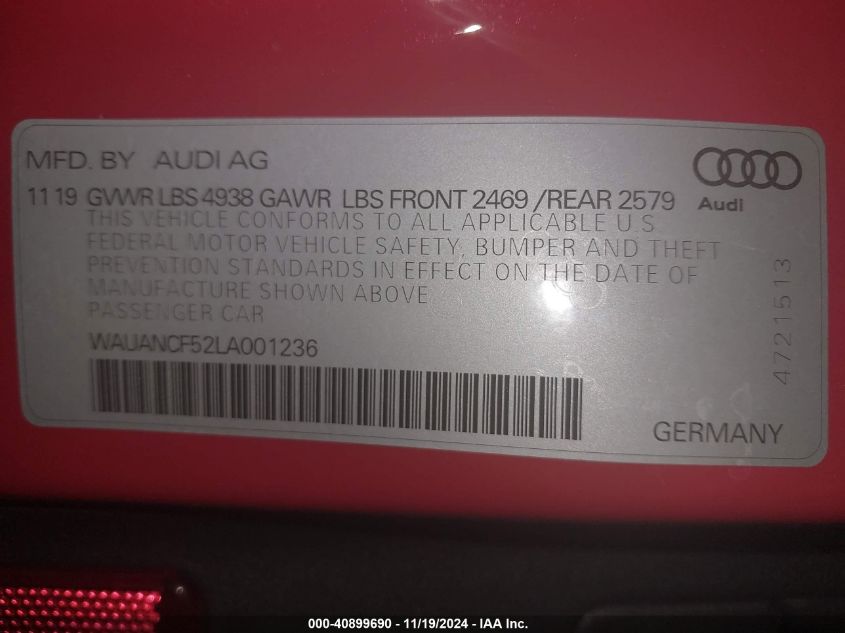 MFD. BY AUDI AG
11 19 GVWR LBS 4938 GAWR LBS FRONT 2469 /REAR 2579
THIS VEHICLE CONFORMS TO ALL APPLICABLE U.S
FEDERAL MOTOR VEHICLE SAFETY, BUMPER AND THEFT
PREVENTION STANDARDS IN EFFECT ON THE DATE OF
MANUFACTURE SHOWN ABOVE
PASSENGER CAR
WAUANCF52LA001236
Audi
4721513
GERMANY
000-40899690 - 11/19/2024 - IAA Inc.